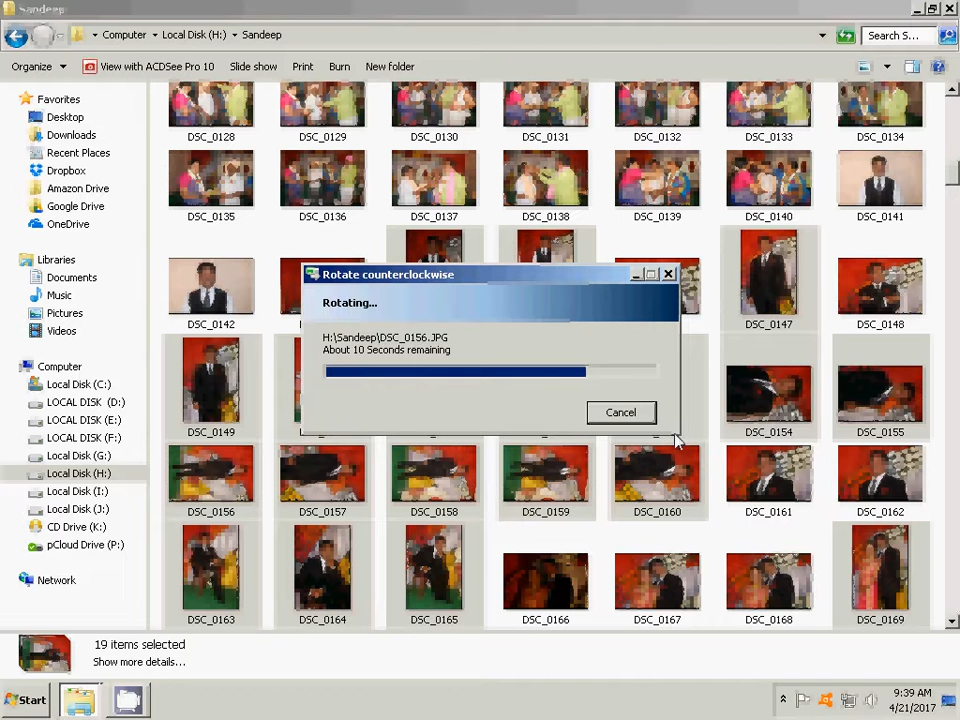 Sandeep
Computer
Local Disk (H:)
Sandeep
Search S...
Organize
View with ACDSee Pro 10
Slide show
Print
Burn
New folder
Favorites
Desktop
Downloads
Recent Places
Dropbox
Amazon Drive
Google Drive
OneDrive
Libraries
Documents
Music
Pictures
Videos
Computer
Local Disk (C:)
LOCAL DISK (D:)
LOCAL DISK (E:)
LOCAL DISK (F:)
Local Disk (G:)
Local Disk (H:)
Local Disk (I:)
Local Disk (J:)
CD Drive (K:)
pCloud Drive (P:)
Network
DSC_0128
DSC_0129
DSC_0130
DSC_0131
DSC_0132
DSC_0133
DSC_0134
DSC_0135
DSC_0136
DSC_0137
DSC_0138
DSC_0139
DSC_0140
DSC_0141
DSC_0142
DSC_0147
DSC_0148
DSC_0149
DSC_0154
DSC_0155
DSC_0156
DSC_0157
DSC_0158
DSC_0159
DSC_0160
DSC_0161
DSC_0162
DSC_0163
DSC_0164
DSC_0165
DSC_0166
DSC_0167
DSC_0168
DSC_0169
Rotate counterclockwise
Rotating...
H:\Sandeep\DSC_0156.JPG
About 10 Seconds remaining
Cancel
19 items selected
Show more details...
Start
9:39 AM
4/21/2017